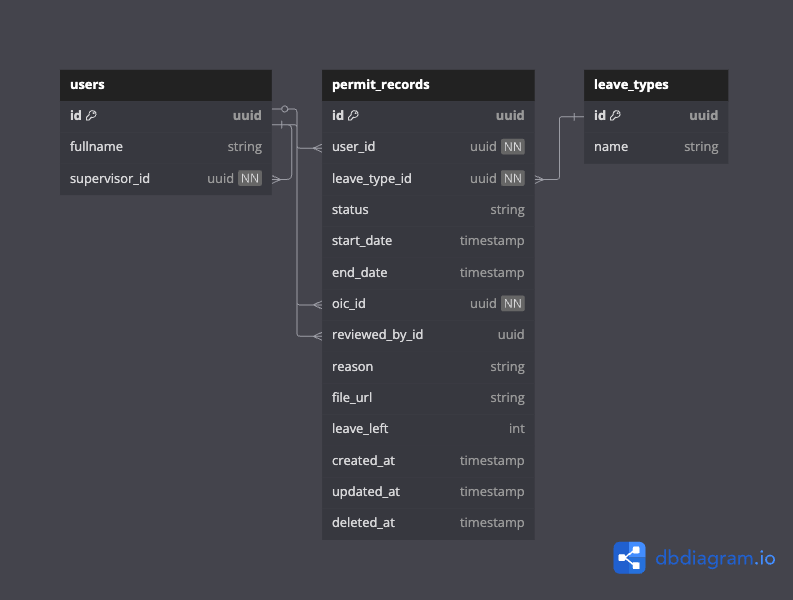 users
id uuid
fullname string
supervisor_id uuid NN
permit_records
id uuid
user_id uuid NN
leave_type_id uuid NN
status string
start_date timestamp
end_date timestamp
oic_id uuid NN
reviewed_by_id uuid
reason string
file_url string
leave_left int
created_at timestamp
updated_at timestamp
deleted_at timestamp
leave_types
id uuid
name string
dbdiagram.io